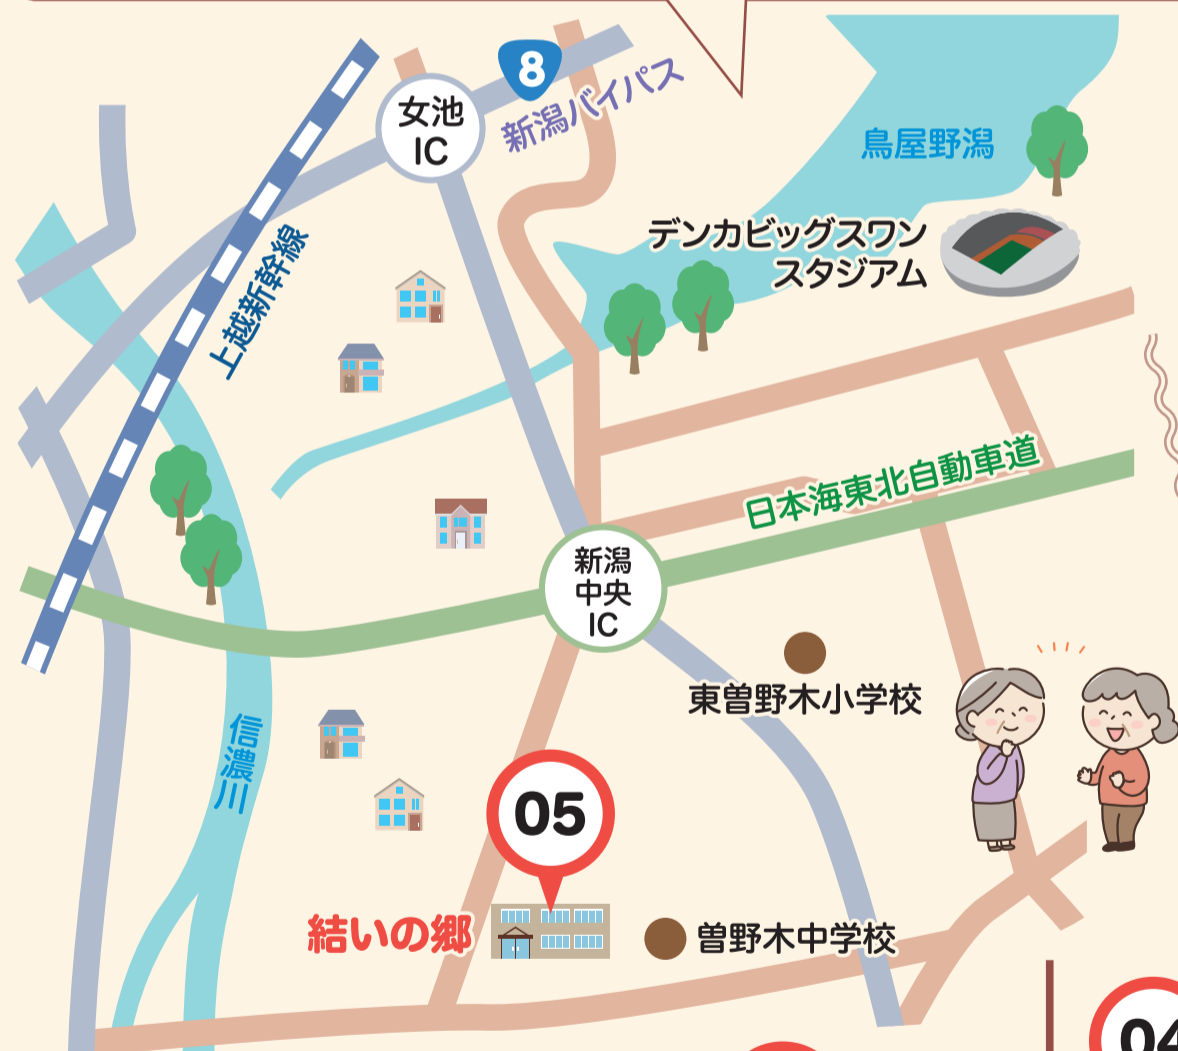 8
女池
IC
新潟バイパス
鳥屋野潟
デンカビッグスワン
スタジアム
上越新幹線
日本海東北自動車道
新潟
中央
IC
東曽野木小学校
信濃川
05
結いの郷
曽野木中学校
04